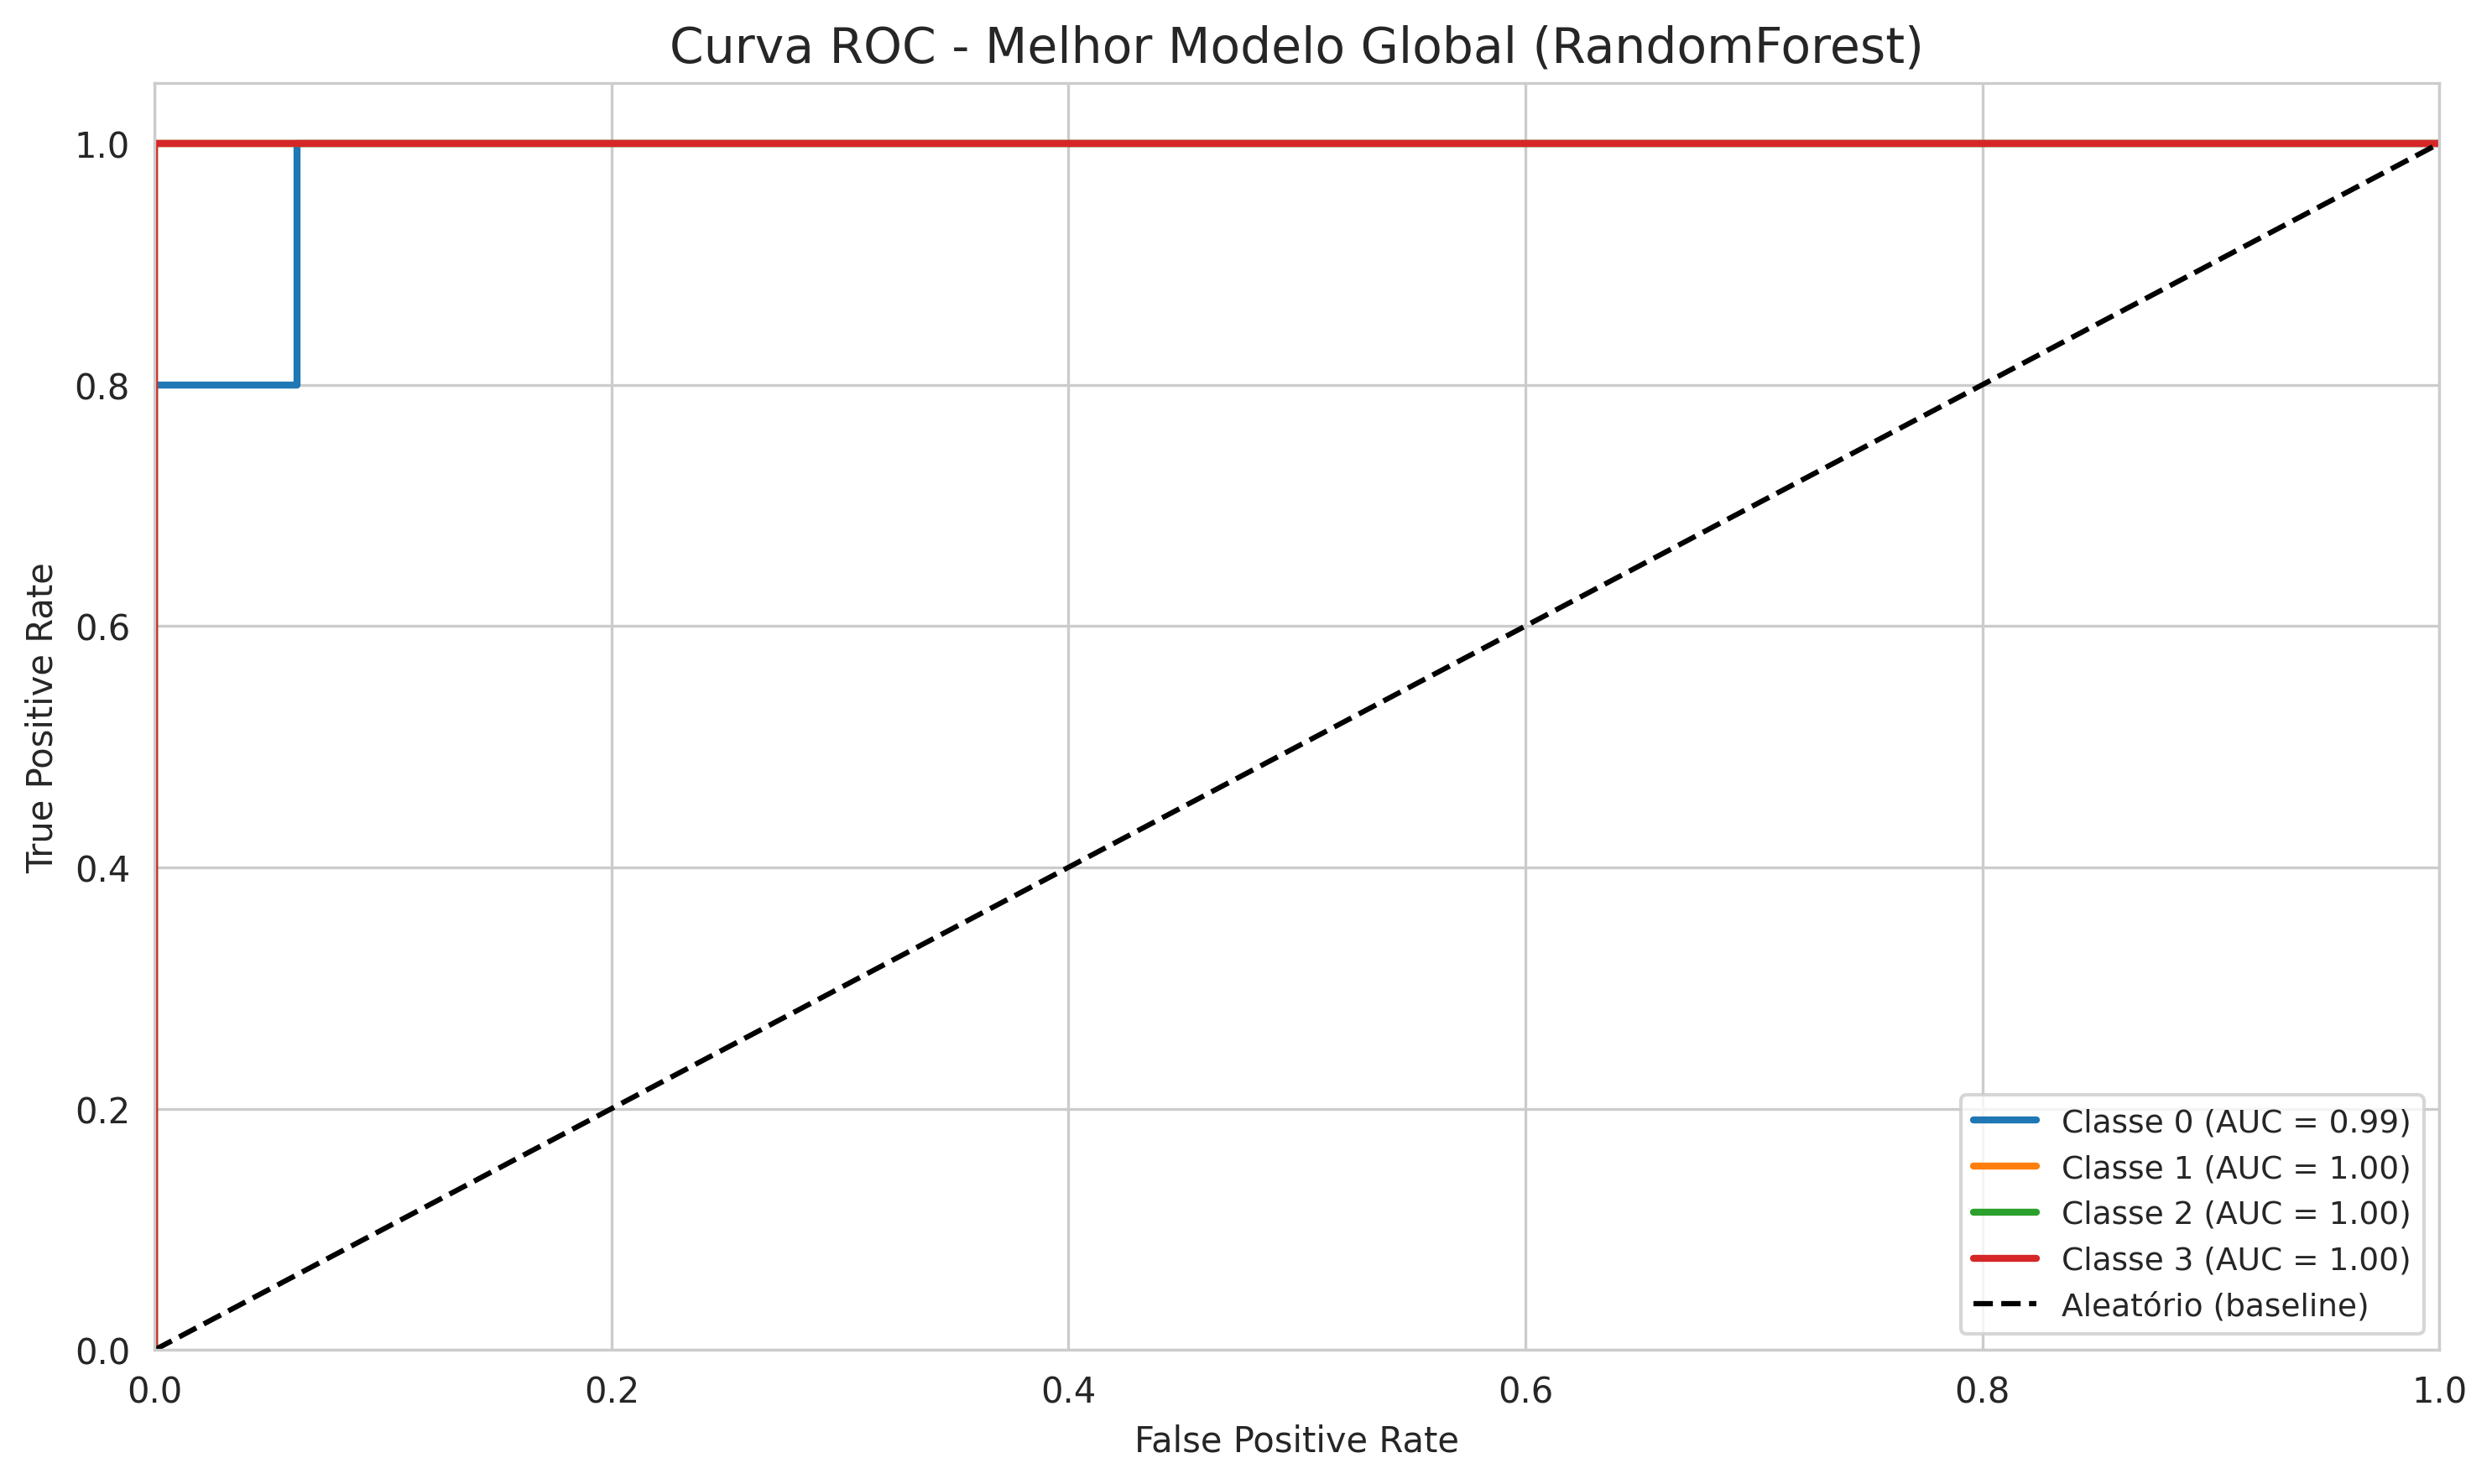 Curva ROC - Melhor Modelo Global (RandomForest)
True Positive Rate
1.0
0.8
0.6
0.4
0.2
0.0
0.0 0.2 0.4 0.6 0.8 1.0
False Positive Rate
Classe 0 (AUC = 0.99)
Classe 1 (AUC = 1.00)
Classe 2 (AUC = 1.00)
Classe 3 (AUC = 1.00)
Aleatório (baseline)